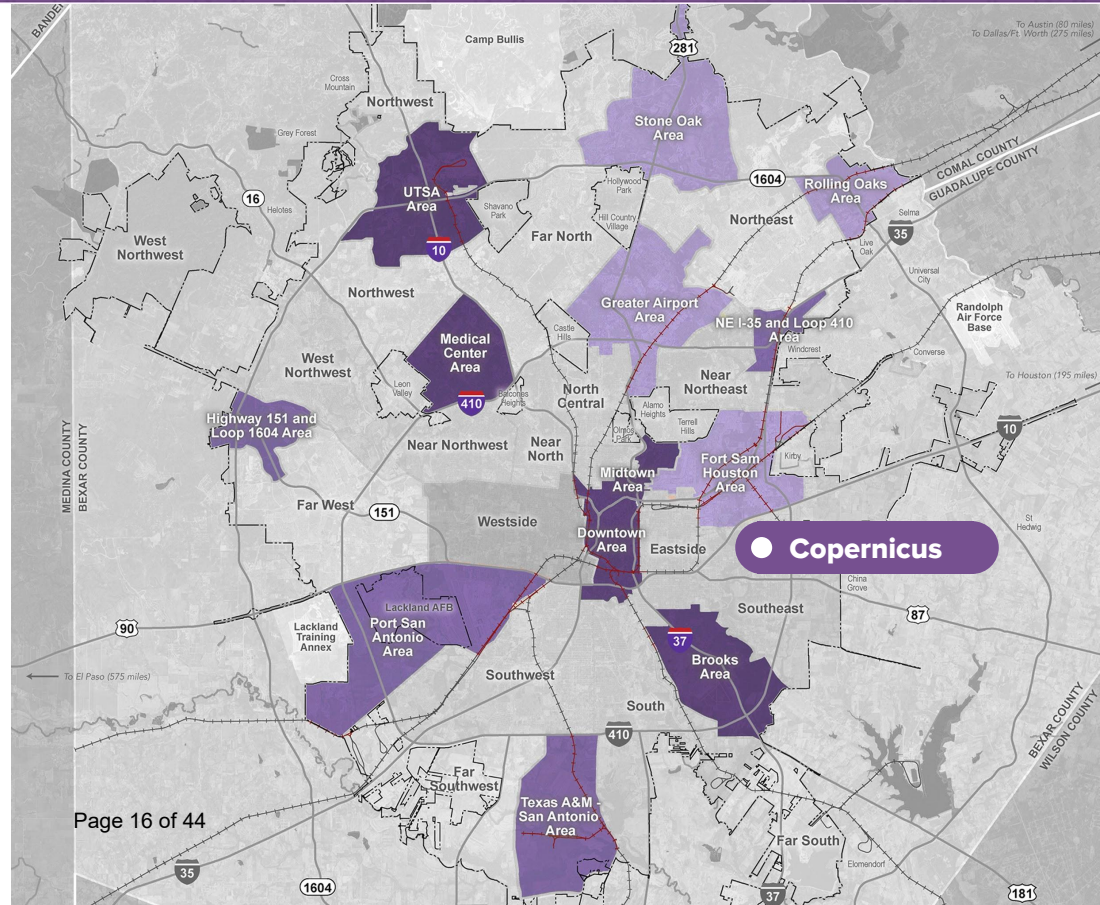 BANDER
Camp Bullis
281
To Austin (80 miles)
To Dallas/Ft. Worth (275 miles)
Cross
Mountain
Northwest
Stone Oak
Area
Grey Forest
COMAL COUNTY
GUADALUPE COUNTY
1604
Hollywood
Park
UTSA
Area
Rolling Oaks
Area
16
Helotes
Shavano
Park
Hill Country
Village
Northeast
Selma
35
Far North
West
Northwest
10
Live
Oak
Universal
City
Northwest
Greater Airport
Area
Randolph
Air Force
Base
NE I-35 and Loop 410
Area
Castle
Hills
Medical
Center
Area
Windcrest
Converse
West
Northwest
Leon
Valley
Near
Northeast
To Houston (195 miles)
North
Central
Balcones
Heights
410
Alamo
Heights
Highway 151 and
Loop 1604 Area
Terrell
Hills
Olmos
Park
10
Near Northwest
Near
North
Kirby
MEDINA COUNTY
BEXAR COUNTY
Fort Sam
Houston
Area
Midtown
Area
Far West
151
Westside
St
Hedwig
Downtown
Area
Eastside
Copernicus
China
Grove
Lackland AFB
Southeast
87
90
Port San
Antonio
Area
Lackland
Training
Annex
37
Brooks
Area
To El Paso (575 miles)
Southwest
South
BEXAR COUNTY
WILSON COUNTY
410
Far
Southwest
Texas A&M -
San Antonio
Area
Page 16 of 44
Far South
Elomendorf
35
1604
37
181